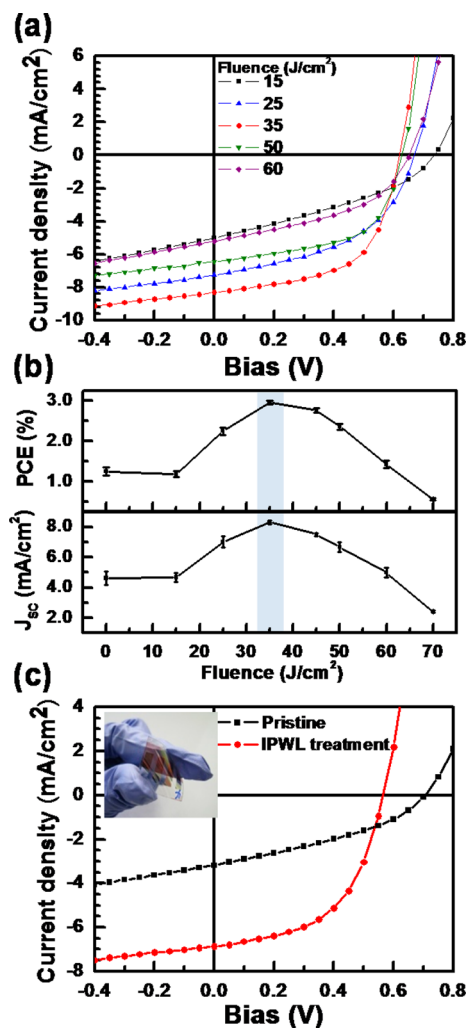 (a)
Fluence (J/cm²)
15
25
35
50
60
Current density (mA/cm²)
6
4
2
0
-2
-4
-6
-8
-10
-0.4 -0.2 0.0 0.2 0.4 0.6 0.8
Bias (V)
(b)
PCE (%)
3.0
2.0
1.0
J_SC (mA/cm²)
8.0
6.0
4.0
2.0
0 10 20 30 40 50 60 70
Fluence (J/cm²)
(c)
Pristine
IPWL treatment
Current density (mA/cm²)
4
2
0
-2
-4
-6
-8
-0.4 -0.2 0.0 0.2 0.4 0.6 0.8
Bias (V)